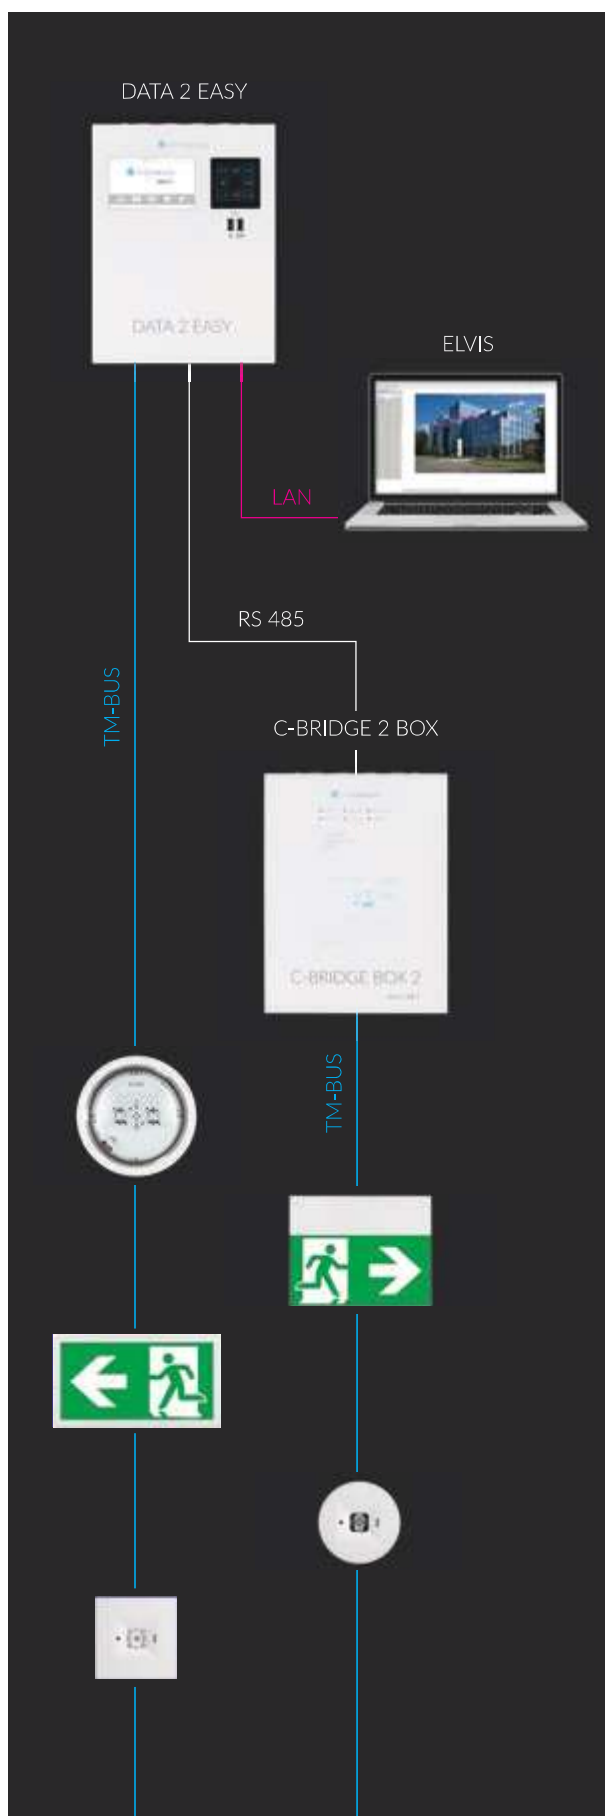 DATA 2 EASY
DATA 2 EASY
ELVIS
LAN
RS 485
TM-BUS
C-BRIDGE 2 BOX
C-BRIDGE BOX 2
TM-BUS